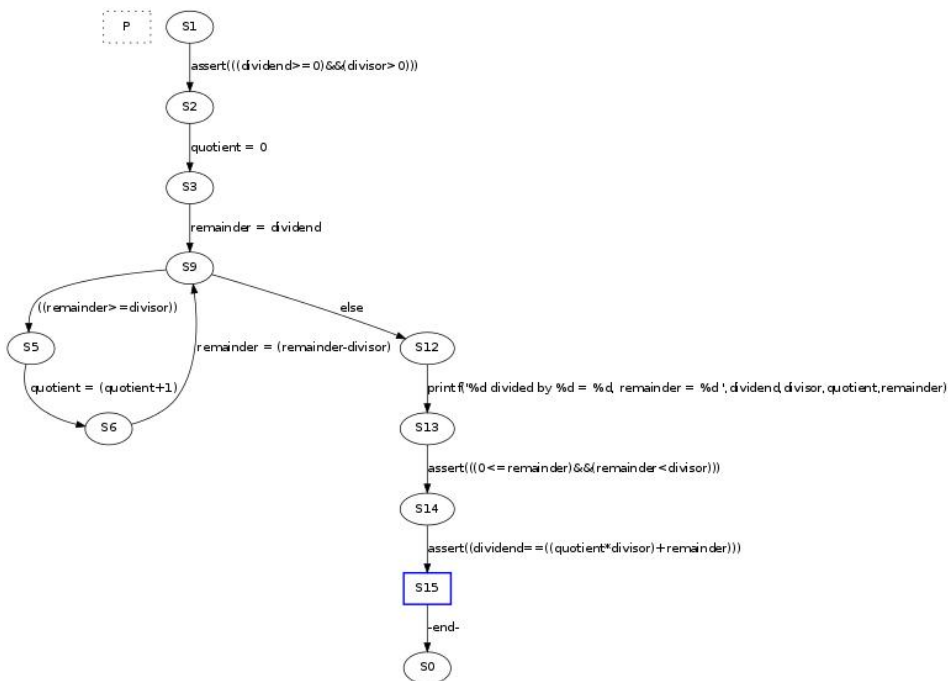 P
S1
assert(((dividend>=0)&&(divisor>0)))
S2
quotient = 0
S3
remainder = dividend
S9
((remainder>=divisor))
else
S5
remainder = (remainder-divisor)
S12
quotient = (quotient+1)
printf('%d divided by %d = %d, remainder = %d ',dividend,divisor,quotient,remainder)
S6
S13
assert(((0<=remainder)&&(remainder<divisor)))
S14
assert((dividend==((quotient*divisor)+remainder)))
S15
-end-
S0